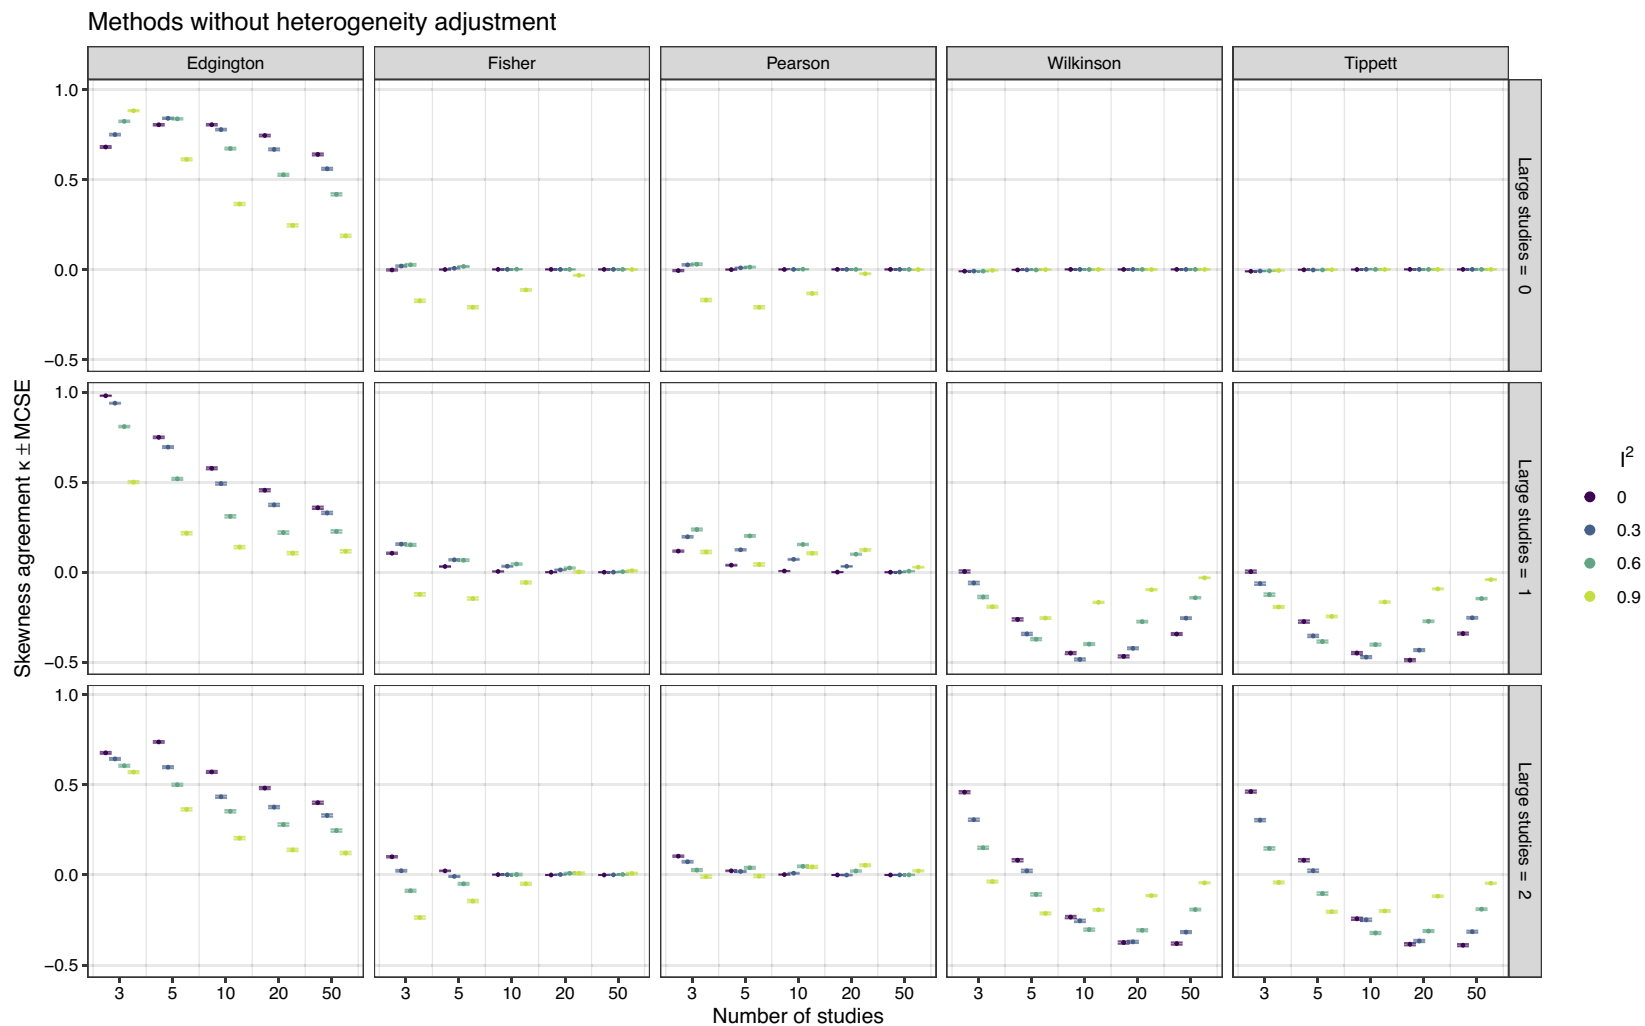 Methods without heterogeneity adjustment
Edgington Fisher Pearson Wilkinson Tippett
1.0
0.5
0.0
−0.5
Large studies = 0
1.0
0.5
0.0
−0.5
Large studies = 1
1.0
0.5
0.0
−0.5
Large studies = 2
Skewness agreement κ ± MCSE
3 5 10 20 50 3 5 10 20 50 3 5 10 20 50 3 5 10 20 50 3 5 10 20 50
Number of studies
I²
0
0.3
0.6
0.9